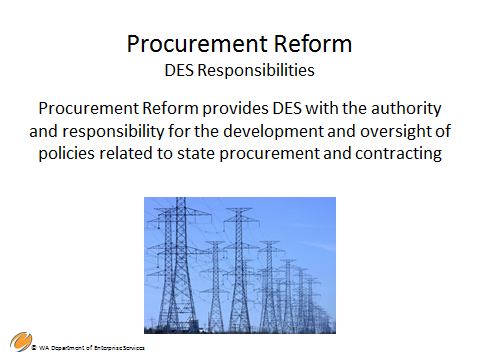 Procurement Reform
DES Responsibilities
Procurement Reform provides DES with the authority
and responsibility for the development and oversight of
policies related to state procurement and contracting
© WA Department of Enterprise Services